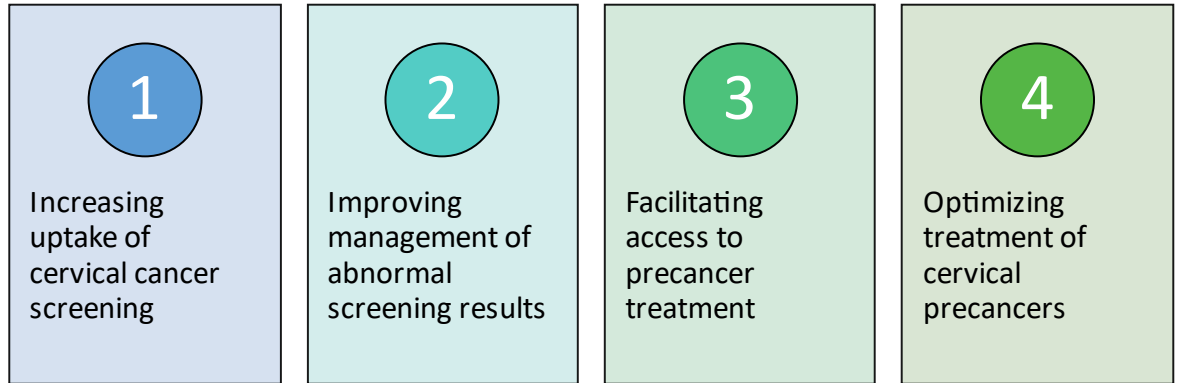 1
Increasing
uptake of
cervical cancer
screening
2
Improving
management of
abnormal
screening results
3
Facilitating
access to
precancer
treatment
4
Optimizing
treatment of
cervical
precancers